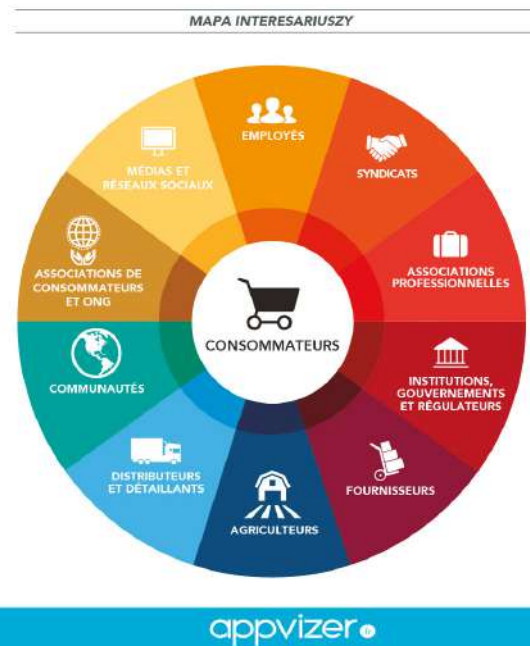 MAPA INTERESARIUSZY
EMPLOYÉS
SYNDICATS
ASSOCIATIONS
PROFESSIONNELLES
INSTITUTIONS,
GOUVERNEMENTS
ET RÉGULATEURS
FOURNISSEURS
AGRICULTEURS
DISTRIBUTEURS
ET DÉTAILLANTS
COMMUNAUTÉS
ASSOCIATIONS DE
CONSOMMATEURS
ET ONG
MÉDIAS ET
RÉSEAUX SOCIAUX
CONSOMMATEURS
appvizer